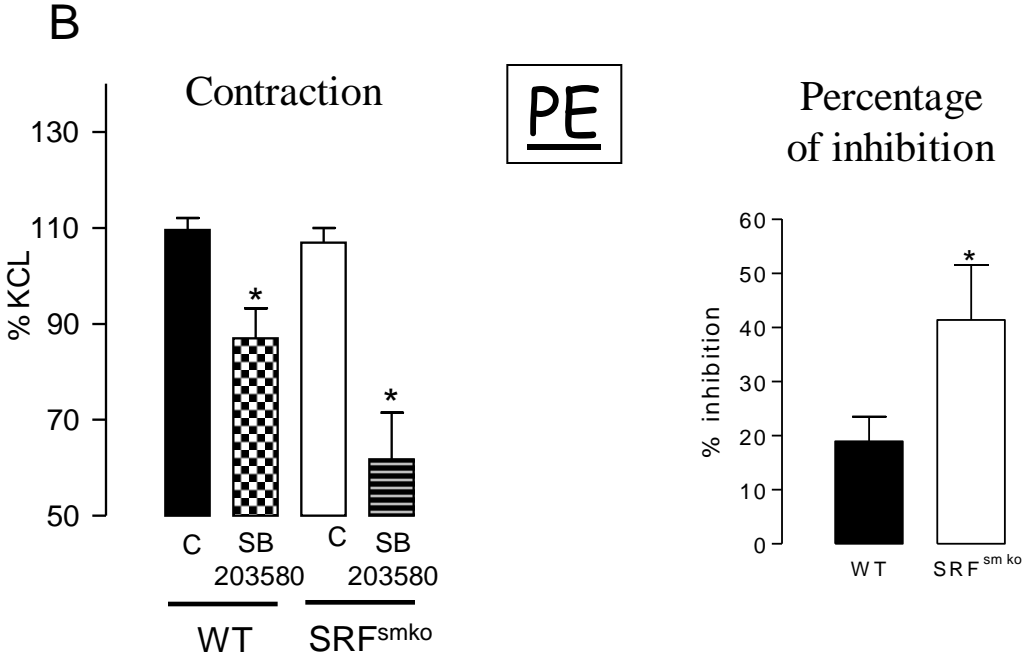 B
Contraction
PE
Percentage
of inhibition
% KCL
130
110
90
70
50
*
*
C
SB
203580
C
SB
203580
WT
SRFsmko
% inhibition
60
50
40
30
20
10
0
*
WT
SRFsm ko